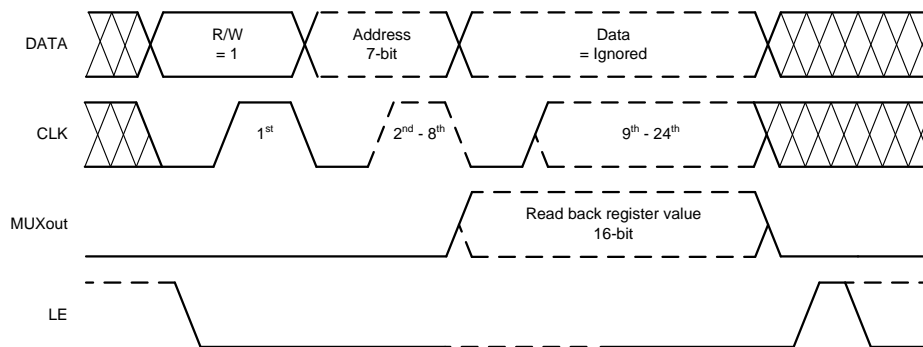 DATA
R/W
= 1
Address
7-bit
Data
= Ignored
CLK
1st
2nd - 8th
9th - 24th
MUXout
Read back register value
16-bit
LE